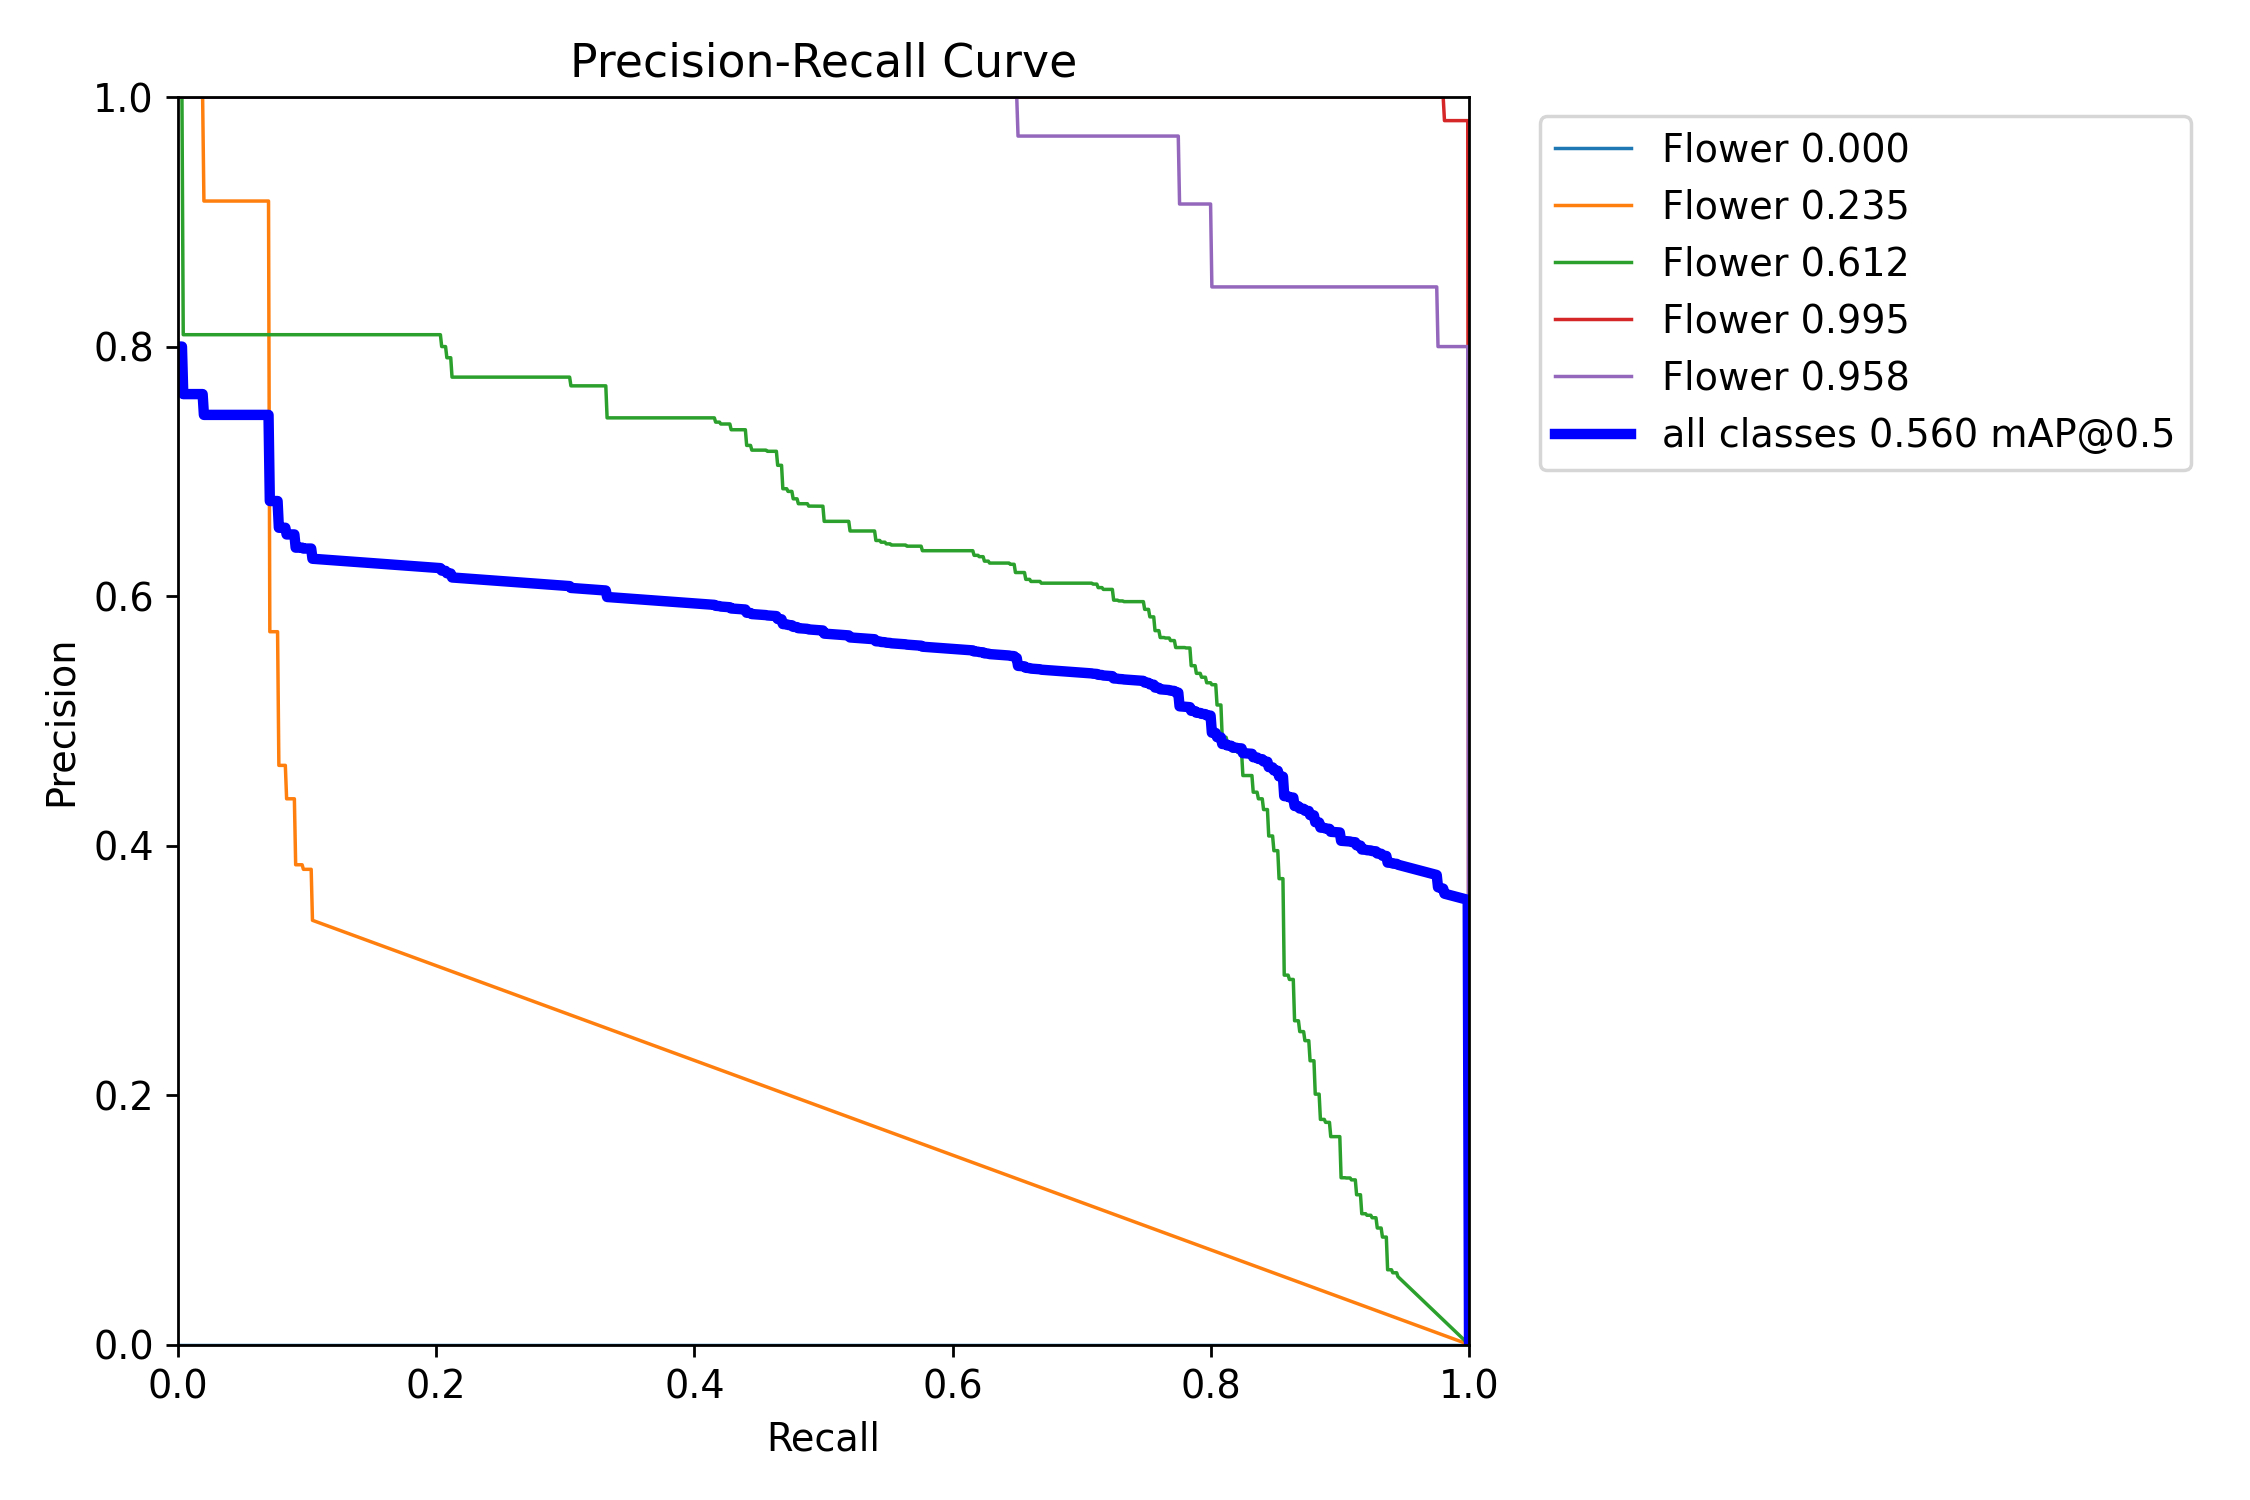 Precision-Recall Curve
1.0
0.8
0.6
0.4
0.2
0.0
Precision
0.0 0.2 0.4 0.6 0.8 1.0
Recall
Flower 0.000
Flower 0.235
Flower 0.612
Flower 0.995
Flower 0.958
all classes 0.560 mAP@0.5